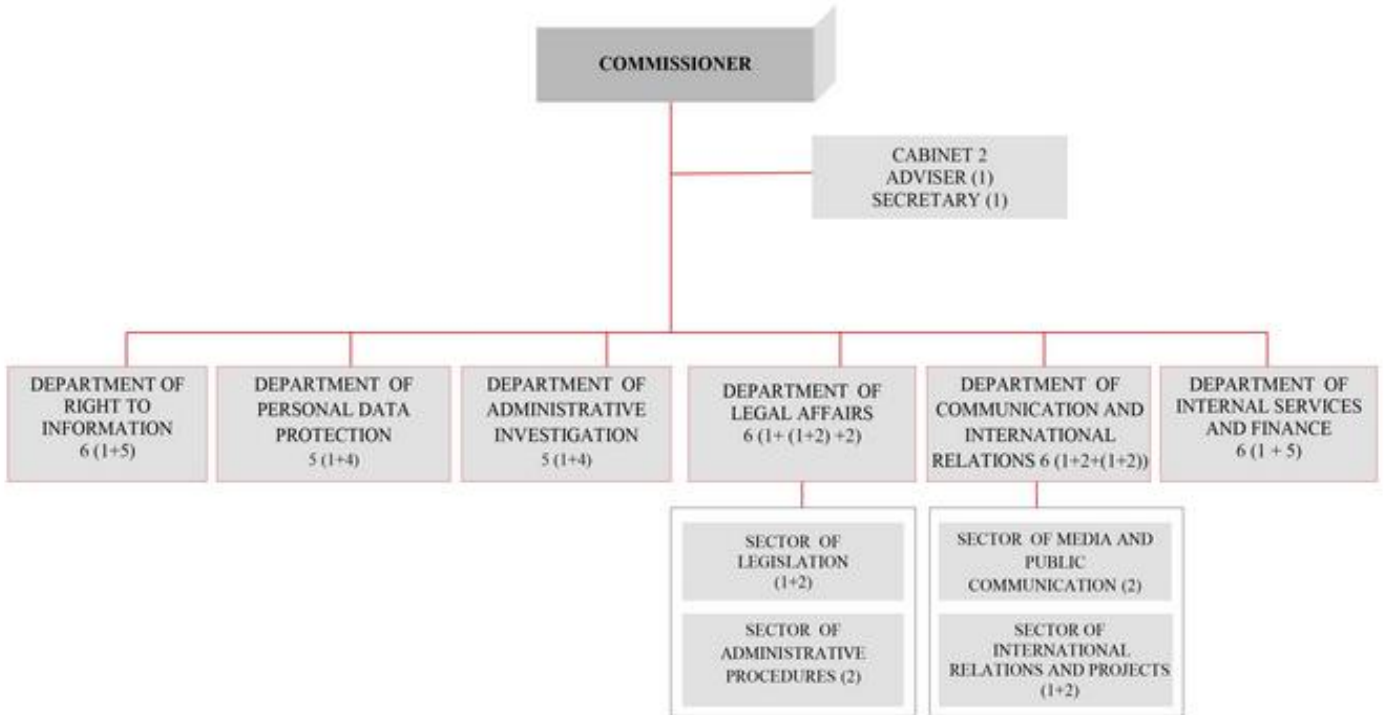 COMMISSIONER
CABINET 2
ADVISER (1)
SECRETARY (1)
DEPARTMENT OF
RIGHT TO
INFORMATION
6 (1+5)
DEPARTMENT OF
PERSONAL DATA
PROTECTION
5 (1+4)
DEPARTMENT OF
ADMINISTRATIVE
INVESTIGATION
5 (1+4)
DEPARTMENT OF
LEGAL AFFAIRS
6 (1+ (1+2) +2)
DEPARTMENT OF
COMMUNICATION AND
INTERNATIONAL
RELATIONS 6 (1+2+(1+2))
DEPARTMENT OF
INTERNAL SERVICES
AND FINANCE
6 (1 + 5)
SECTOR OF
LEGISLATION
(1+2)
SECTOR OF
ADMINISTRATIVE
PROCEDURES (2)
SECTOR OF MEDIA AND
PUBLIC
COMMUNICATION (2)
SECTOR OF
INTERNATIONAL
RELATIONS AND PROJECTS
(1+2)